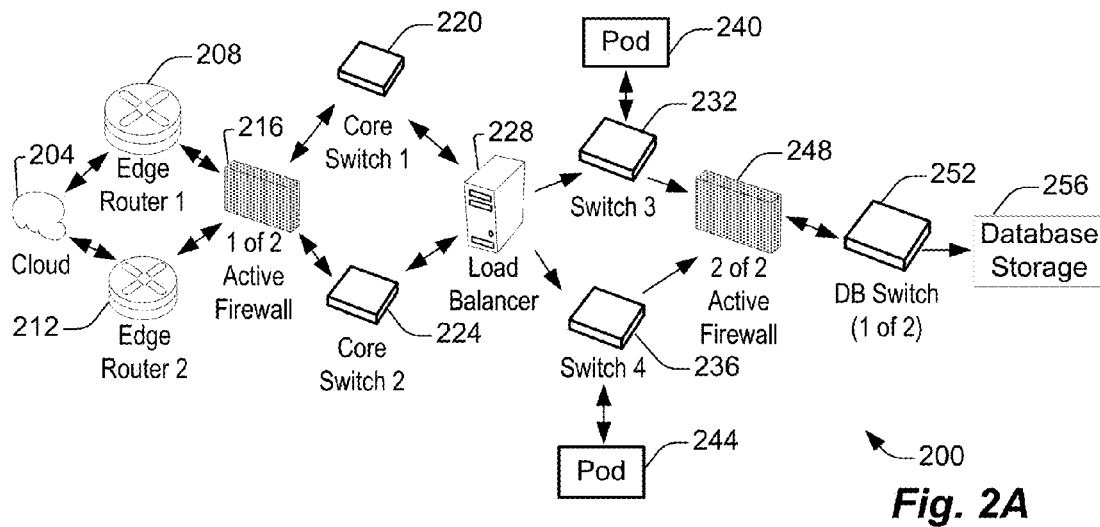 208
220
Pod
240
232
204
216
228
Core
Switch 1
Edge
Router 1
248
252
256
Switch 3
Cloud
1 of 2
Active
Firewall
Load
Balancer
Database
Storage
2 of 2
Active
Firewall
DB Switch
(1 of 2)
212
Edge
Router 2
224
Core
Switch 2
Switch 4
236
Pod
244
200
Fig. 2A